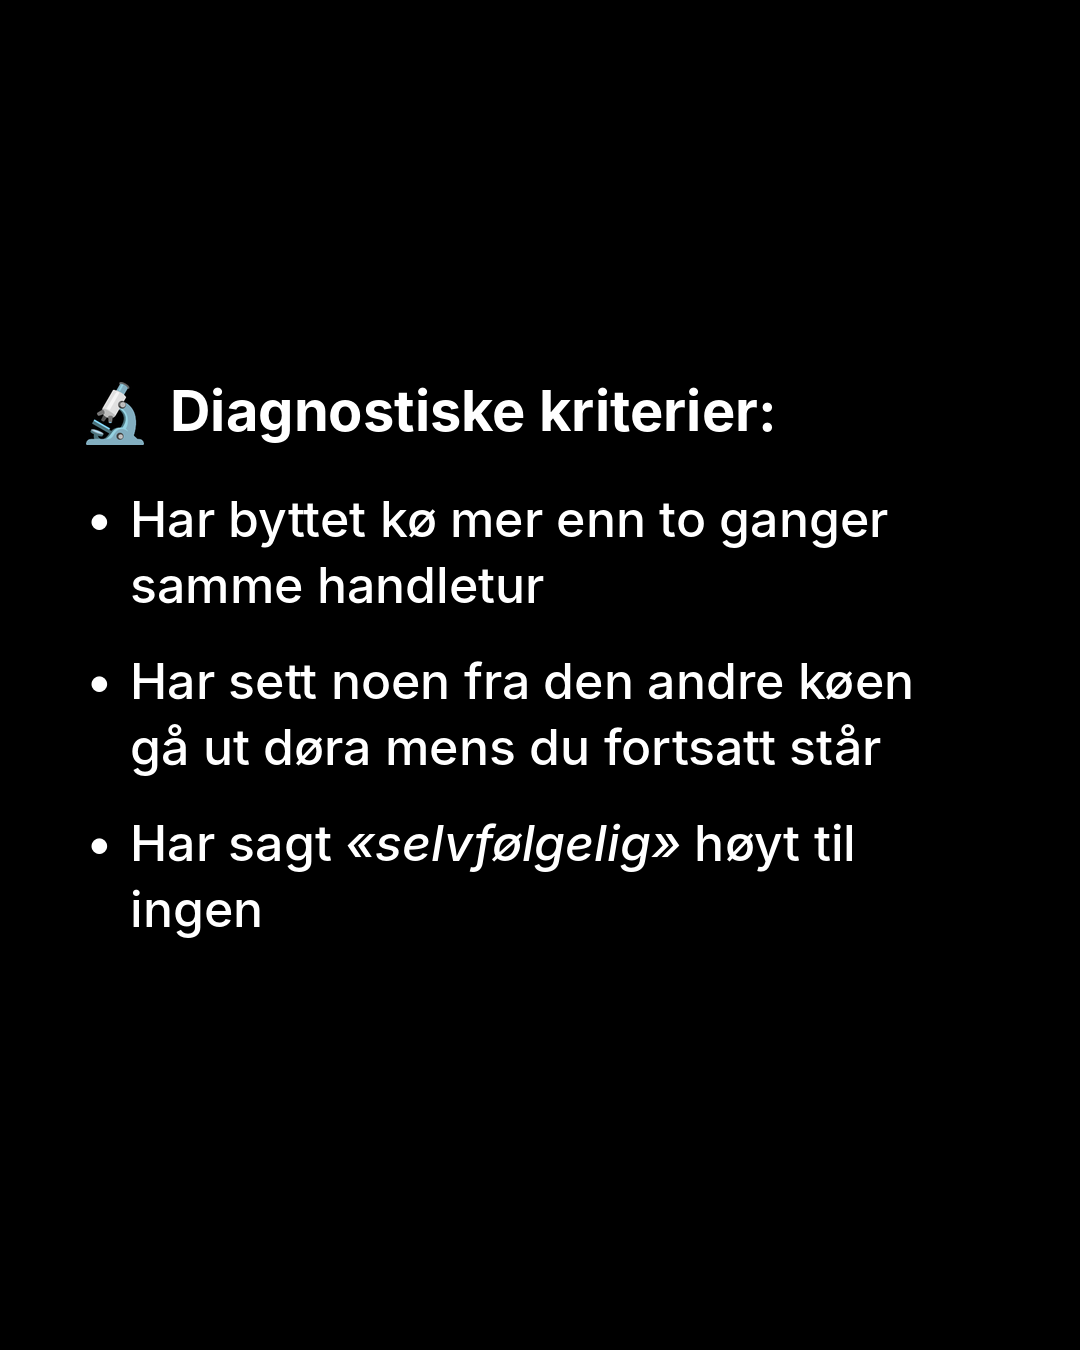 🔬 Diagnostiske kriterier:
• Har byttet kø mer enn to ganger
samme handletur
• Har sett noen fra den andre køen
gå ut døra mens du fortsatt står
• Har sagt «selvfølgelig» høyt til
ingen